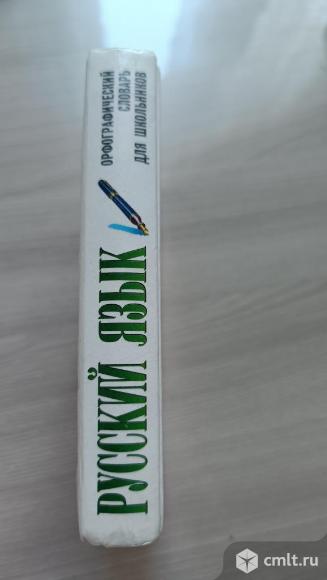 РУССКИЙ ЯЗЫК
ОРФОГРАФИЧЕСКИЙ
СЛОВАРЬ
ДЛЯ ШКОЛЬНИКОВ
cmlt.ru